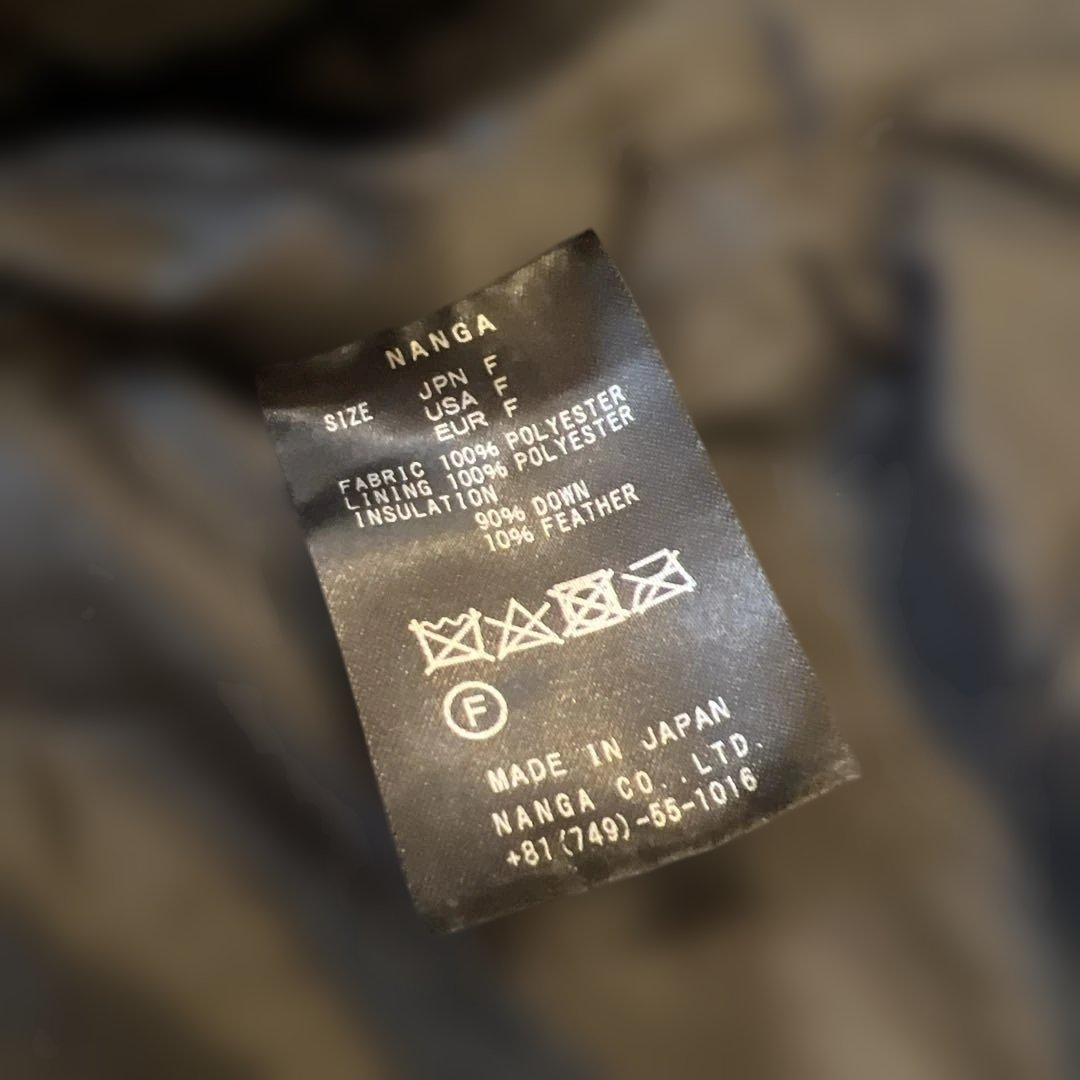 NANGA
SIZE JPN F
USA F
EUR F
FABRIC 100% POLYESTER
LINING 100% POLYESTER
INSULATION
90% DOWN
10% FEATHER
F
MADE IN JAPAN
NANGA CO.,LTD.
+81(749)-55-1016